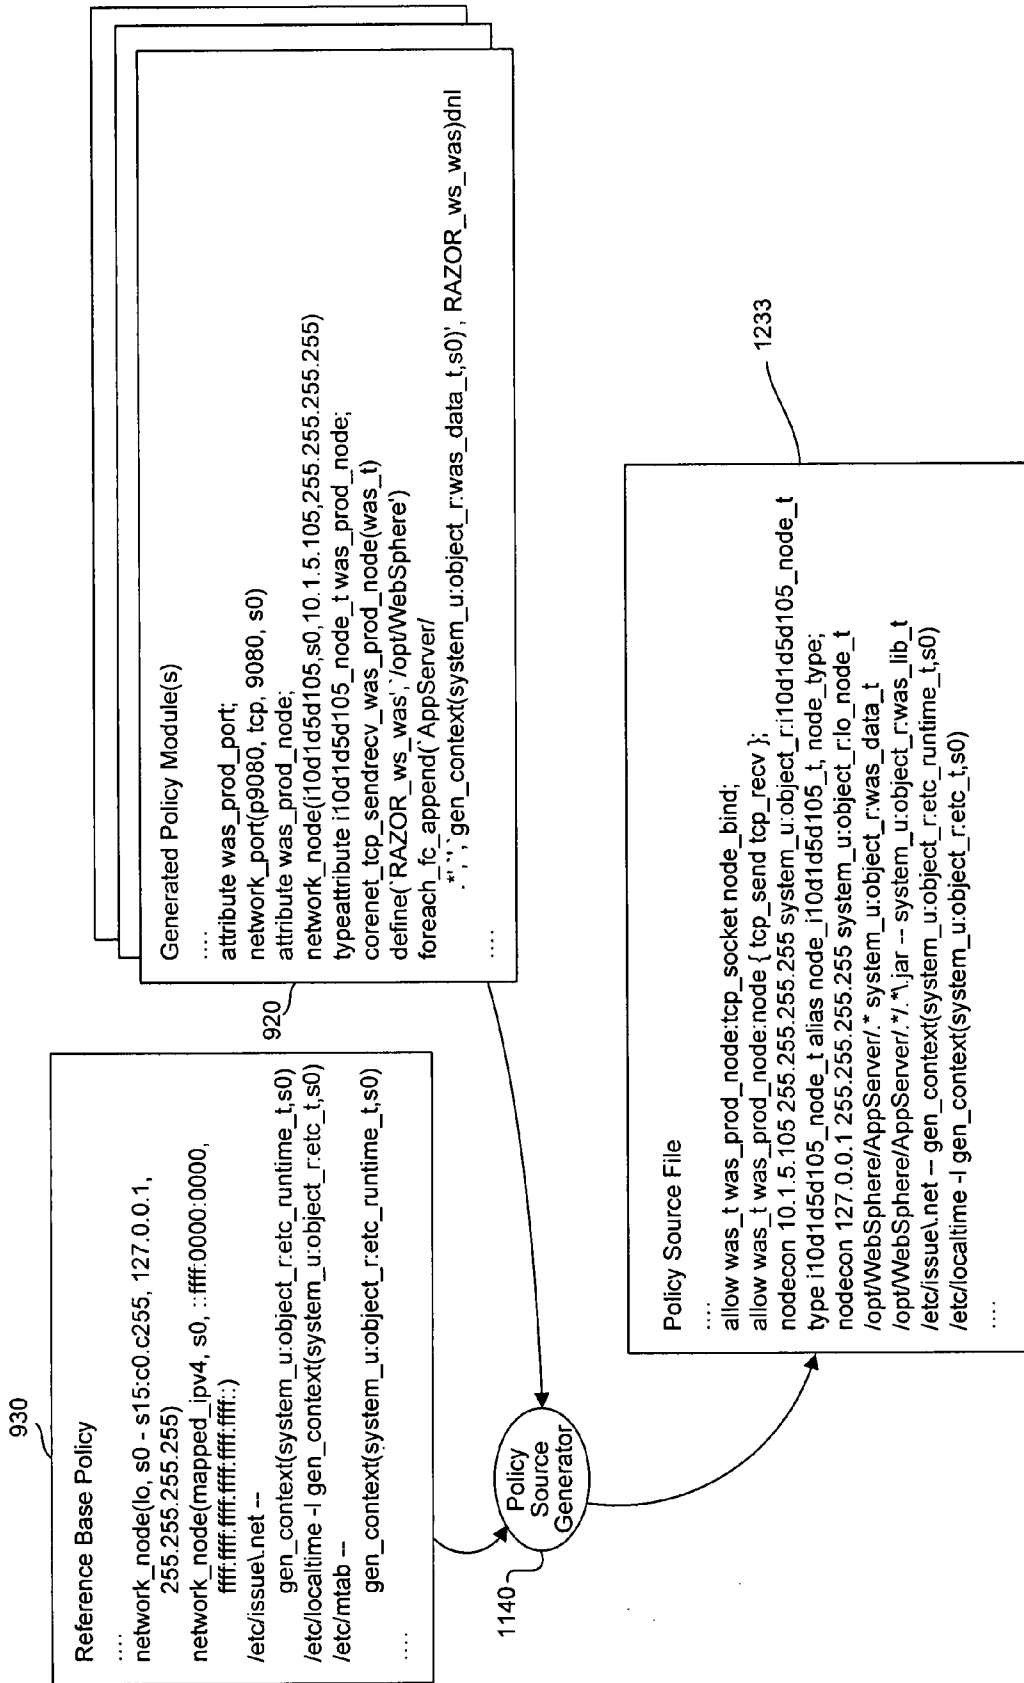 930
Reference Base Policy
....
network_node(lo, s0 - s15:c0.c255, 127.0.0.1,
255.255.255.255)
network_node(mapped_ipv4, s0, ::ffff:0000:0000,
ffff:ffff:ffff:ffff:ffff:ffff::)
/etc/issue\.net --
gen_context(system_u:object_r:etc_runtime_t,s0)
/etc/localtime -l gen_context(system_u:object_r:etc_t,s0)
/etc/mtab --
gen_context(system_u:object_r:etc_runtime_t,s0)
....
920
Generated Policy Module(s)
....
attribute was_prod_port;
network_port(p9080, tcp, 9080, s0)
attribute was_prod_node;
network_node(i10d1d5d105,s0,10.1.5.105,255.255.255.255)
typeattribute i10d1d5d105_node_t was_prod_node;
corenet_tcp_sendrecv_was_prod_node(was_t)
define(`RAZOR_ws_was', `/opt/WebSphere')
foreach_fc_append(`AppServer/
.*',`',`gen_context(system_u:object_r:was_data_t,s0)', RAZOR_ws_was)dnl
....
1140
Policy
Source
Generator
1233
Policy Source File
....
allow was_t was_prod_node:tcp_socket node_bind;
allow was_t was_prod_node:node { tcp_send tcp_recv };
nodecon 10.1.5.105 255.255.255.255 system_u:object_r:i10d1d5d105_node_t
type i10d1d5d105_node_t alias node_i10d1d5d105_t, node_type;
nodecon 127.0.0.1 255.255.255.255 system_u:object_r:lo_node_t
/opt/WebSphere/AppServer/.* system_u:object_r:was_data_t
/opt/WebSphere/AppServer/.*/.*\.jar -- system_u:object_r:was_lib_t
/etc/issue\.net -- gen_context(system_u:object_r:etc_runtime_t,s0)
/etc/localtime -l gen_context(system_u:object_r:etc_t,s0)
....